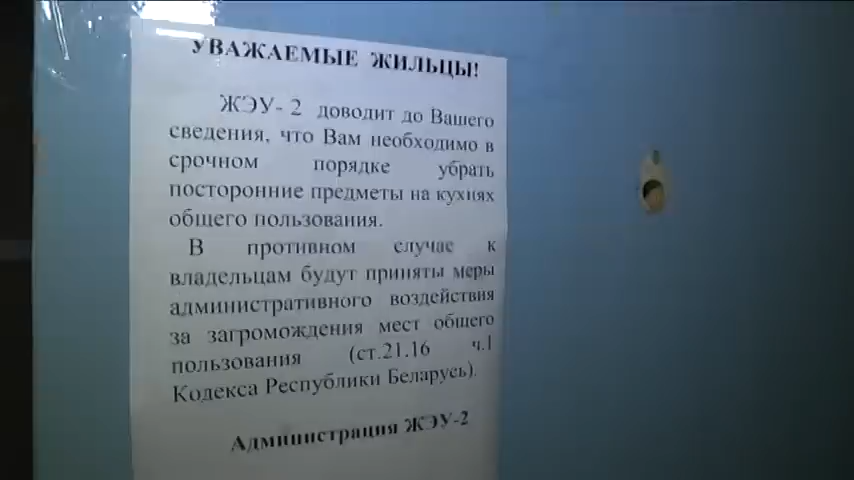 УВАЖАЕМЫЕ ЖИЛЬЦЫ!
ЖЭУ- 2 доводит до Вашего
сведения, что Вам необходимо в
срочном порядке убрать
посторонние предметы на кухнях
общего пользования.
В противном случае к
владельцам будут приняты меры
административного воздействия
за загромождения мест общего
пользования (ст.21.16 ч.1
Кодекса Республики Беларусь).
Администрация ЖЭУ-2